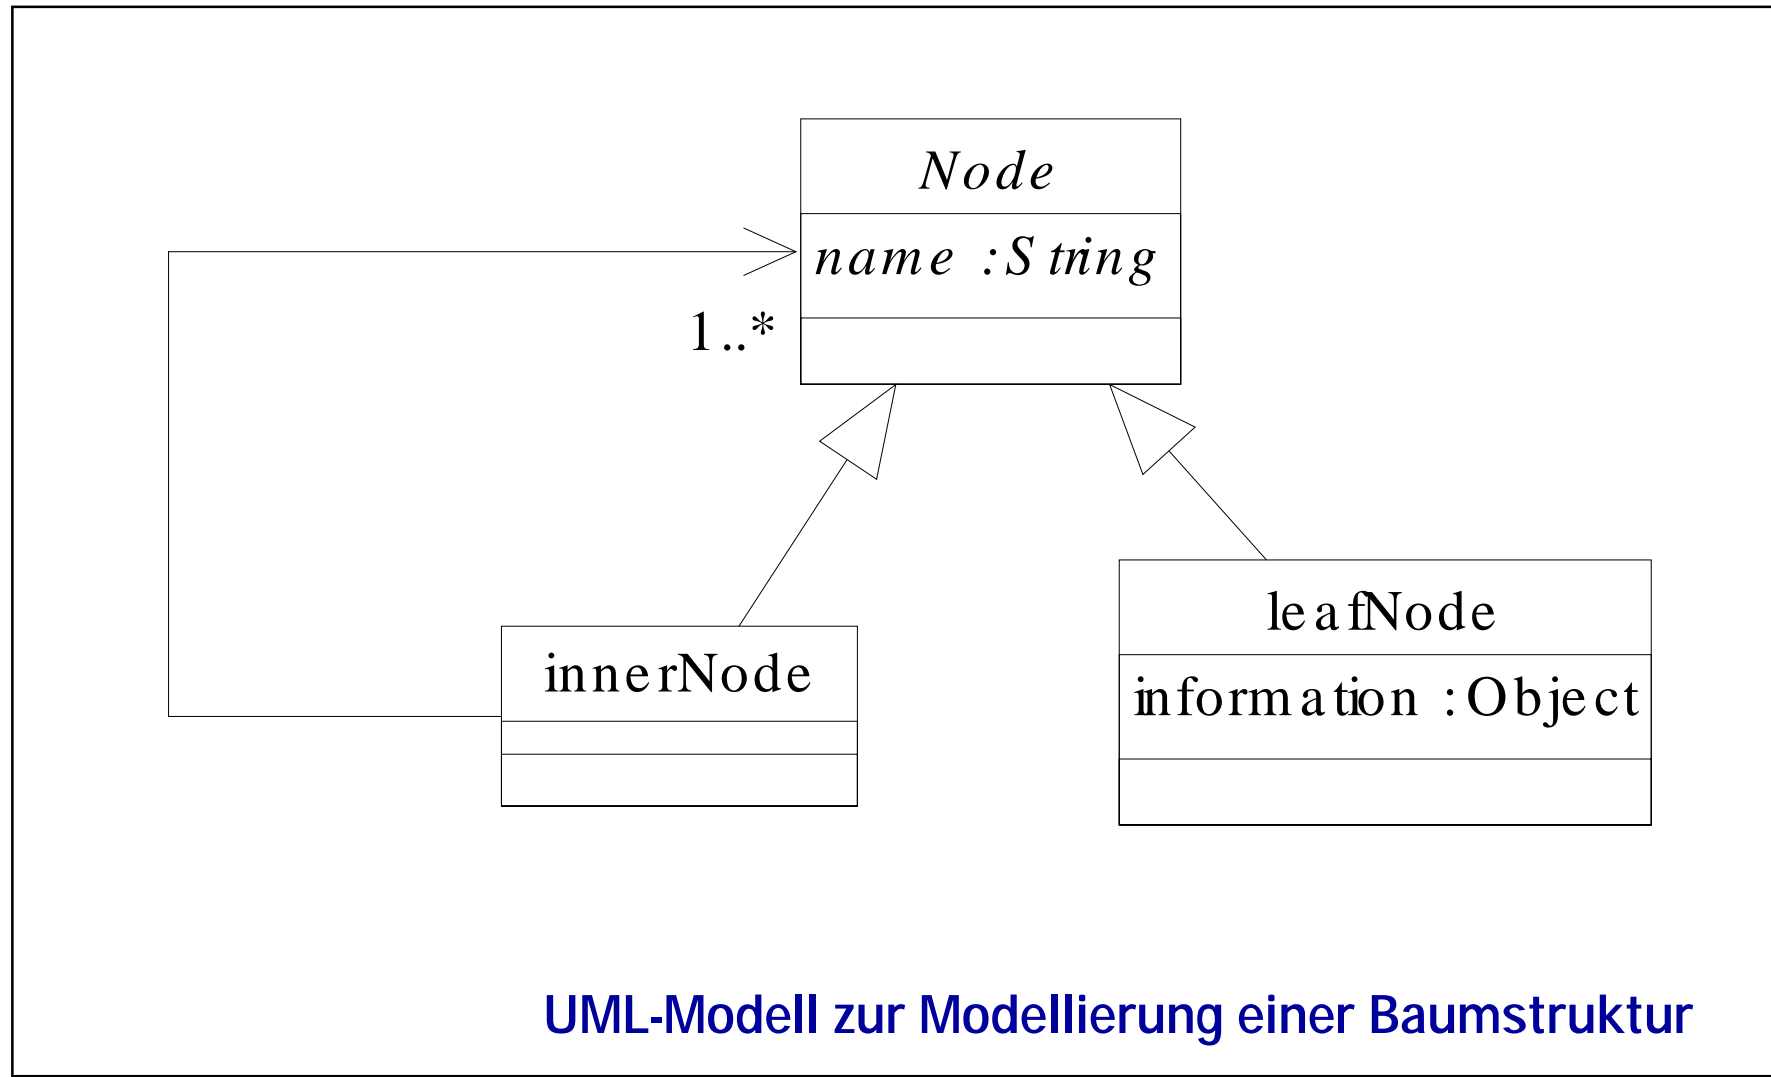 Node
name :String
1..*
innerNode
leafNode
information :Object
UML-Modell zur Modellierung einer Baumstruktur